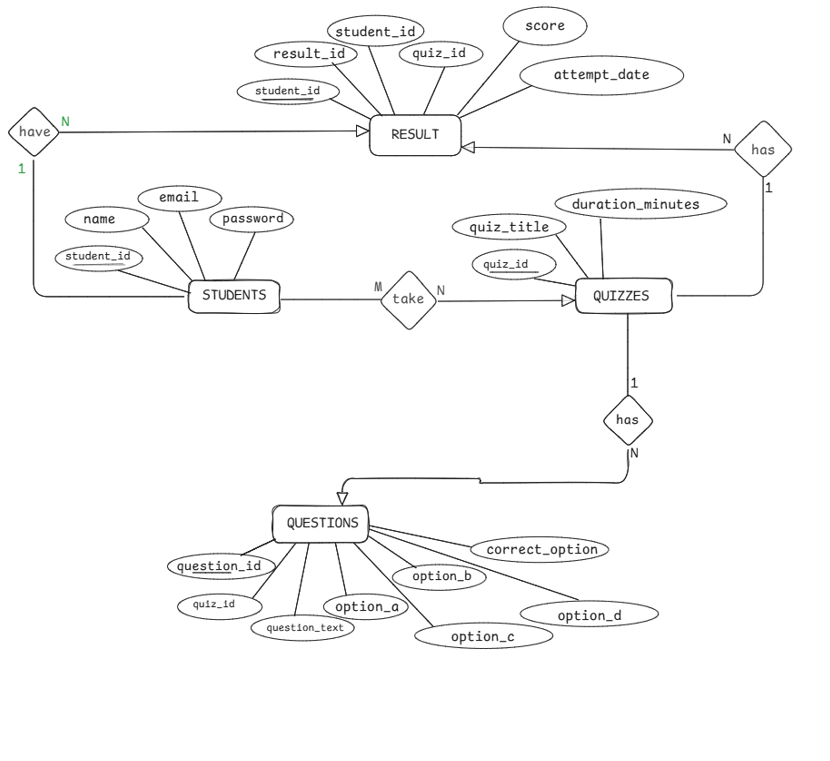 score
student_id
result_id
quiz_id
attempt_date
student_id
have
N
RESULT
N
has
1
1
email
name
password
student_id
duration_minutes
quiz_title
quiz_id
STUDENTS
M
take
N
QUIZZES
1
has
N
QUESTIONS
correct_option
question_id
option_b
quiz_id
option_a
question_text
option_c
option_d